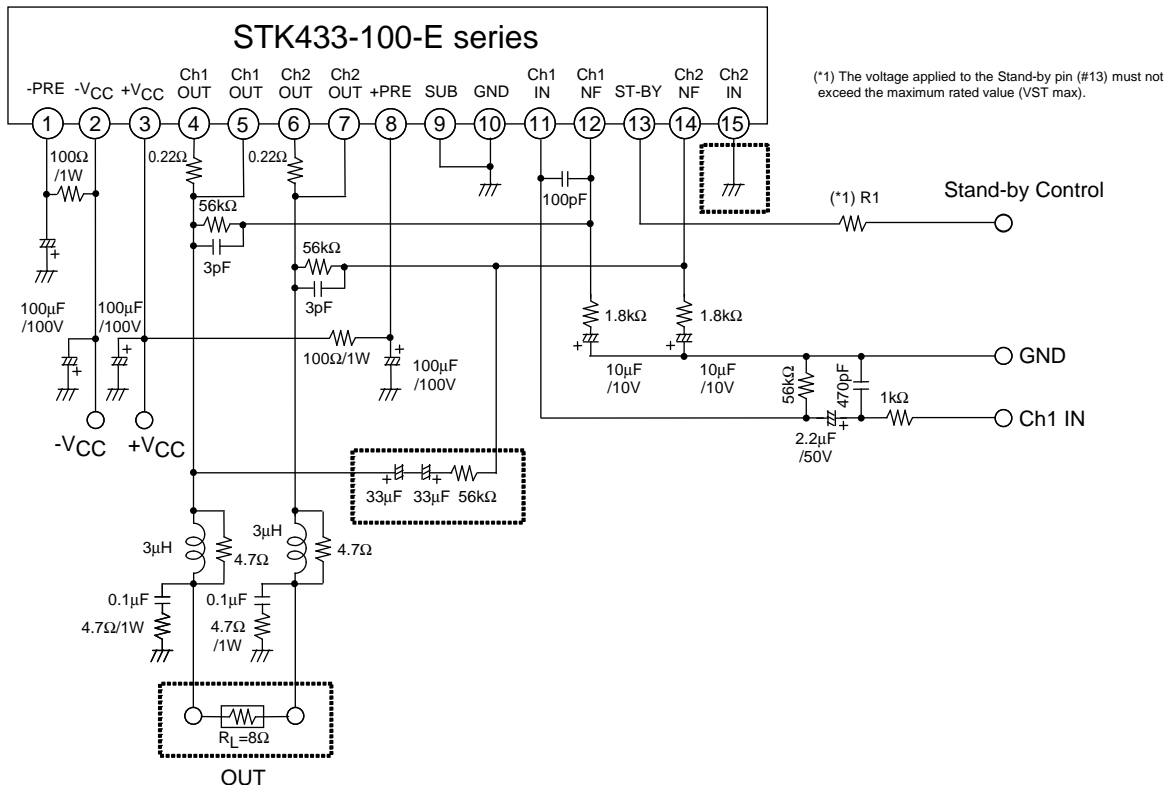 STK433-100-E series
(*1) The voltage applied to the Stand-by pin (#13) must not
exceed the maximum rated value (VST max).
-PRE
-VCC
+VCC
Ch1
OUT
Ch1
OUT
Ch2
OUT
Ch2
OUT
+PRE
SUB
GND
Ch1
IN
Ch1
NF
ST-BY
Ch2
NF
Ch2
IN
1
2
3
4
5
6
7
8
9
10
11
12
13
14
15
100Ω
/1W
0.22Ω
0.22Ω
100pF
(*1) R1
Stand-by Control
56kΩ
3pF
56kΩ
3pF
+
100µF
/100V
+
100µF
/100V
+
100Ω/1W
+
100µF
/100V
1.8kΩ
+
1.8kΩ
+
10µF
/10V
10µF
/10V
GND
56kΩ
470pF
1kΩ
+
2.2µF
/50V
Ch1 IN
-VCC
+VCC
+
33µF
+
33µF
56kΩ
3µH
4.7Ω
3µH
4.7Ω
0.1µF
4.7Ω/1W
0.1µF
4.7Ω
/1W
RL=8Ω
OUT